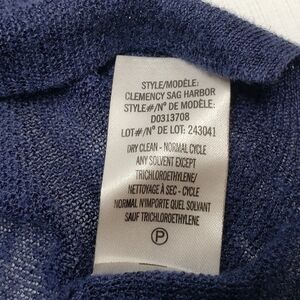 STYLE/MODÈLE:
CLEMENCY SAG HARBOR
STYLE#/N° DE MODÈLE:
D0313708
LOT#/N° DE LOT: 243041
DRY CLEAN - NORMAL CYCLE
ANY SOLVENT EXCEPT
TRICHLOROETHYLENE/
NETTOYAGE À SEC - CYCLE
NORMAL N'IMPORTE QUEL SOLVANT
SAUF TRICHLOROETHYLENE
P